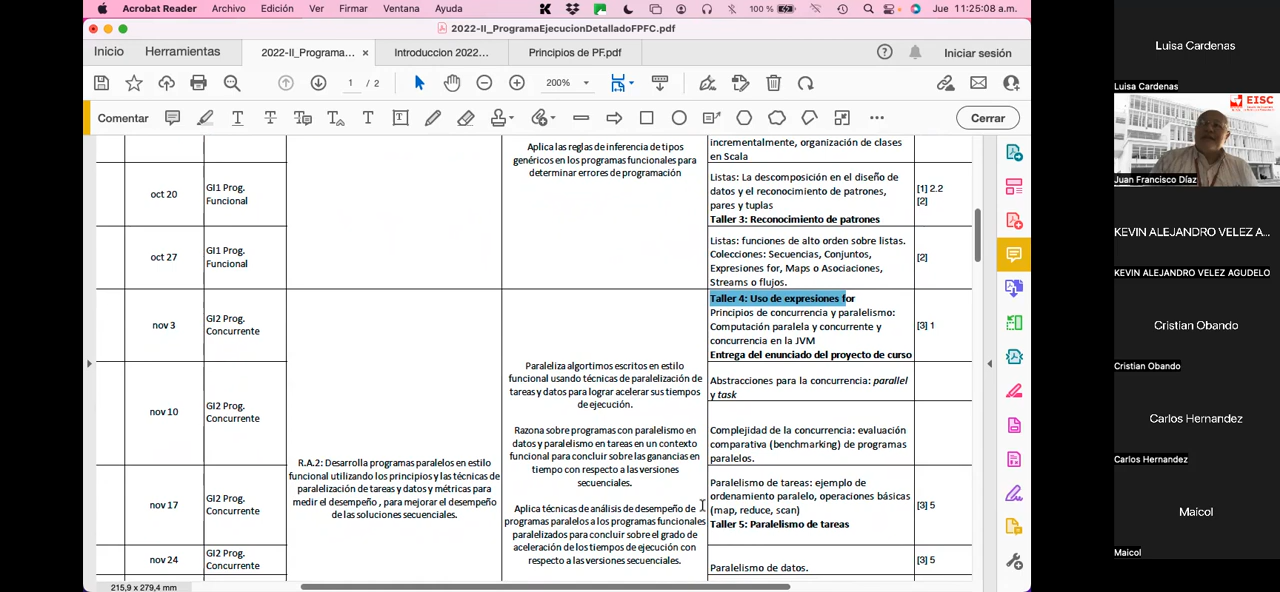 Acrobat Reader Archivo Edición Ver Firmar Ventana Ayuda 100 % Jue 11:25:08 a.m.
2022-II_ProgramaEjecucionDetalladoFPFC.pdf
Inicio Herramientas 2022-II_Programa... × Introduccion 2022... Principios de PF.pdf Iniciar sesión
1 / 2 200%
Comentar Cerrar
Aplica las reglas de inferencia de tipos
genéricos en los programas funcionales para
determinar errores de programación
incrementalmente, organización de clases
en Scala
oct 20
GI1 Prog.
Funcional
Listas: La descomposición en el diseño de
datos y el reconocimiento de patrones,
pares y tuplas
Taller 3: Reconocimiento de patrones
[1] 2.2
[2]
oct 27
GI1 Prog.
Funcional
Listas: funciones de alto orden sobre listas.
Colecciones: Secuencias, Conjuntos,
Expresiones for, Maps o Asociaciones,
Streams o flujos.
[2]
nov 3
GI2 Prog.
Concurrente
Taller 4: Uso de expresiones for
Principios de concurrencia y paralelismo:
Computación paralela y concurrente y
concurrencia en la JVM
Entrega del enunciado del proyecto de curso
[3] 1
nov 10
GI2 Prog.
Concurrente
Abstracciones para la concurrencia: parallel
y task
Complejidad de la concurrencia: evaluación
comparativa (benchmarking) de programas
paralelos.
R.A.2: Desarrolla programas paralelos en estilo
funcional utilizando los principios y las técnicas de
paralelización de tareas y datos y métricas para
medir el desempeño , para mejorar el desempeño
de las soluciones secuenciales.
Paraleliza algortimos escritos en estilo
funcional usando técnicas de paralelización de
tareas y datos para lograr acelerar sus tiempos
de ejecución.
Razona sobre programas con paralelismo en
datos y paralelismo en tareas en un contexto
funcional para concluir sobre las ganancias en
tiempo con respecto a las versiones
secuenciales.
Aplica técnicas de análisis de desempeño de
programas paralelos a los programas funcionales
paralelizados para concluir sobre el grado de
aceleración de los tiempos de ejecución con
respecto a las versiones secuenciales.
nov 17
GI2 Prog.
Concurrente
Paralelismo de tareas: ejemplo de
ordenamiento paralelo, operaciones básicas
(map, reduce, scan)
Taller 5: Paralelismo de tareas
[3] 5
nov 24
GI2 Prog.
Concurrente
Paralelismo de datos.
[3] 5
215,9 x 279,4 mm
Luisa Cardenas
Luisa Cardenas
EISC
Juan Francisco Díaz
KEVIN ALEJANDRO VELEZ A...
KEVIN ALEJANDRO VELEZ AGUDELO
Cristian Obando
Cristian Obando
Carlos Hernandez
Carlos Hernandez
Maicol
Maicol